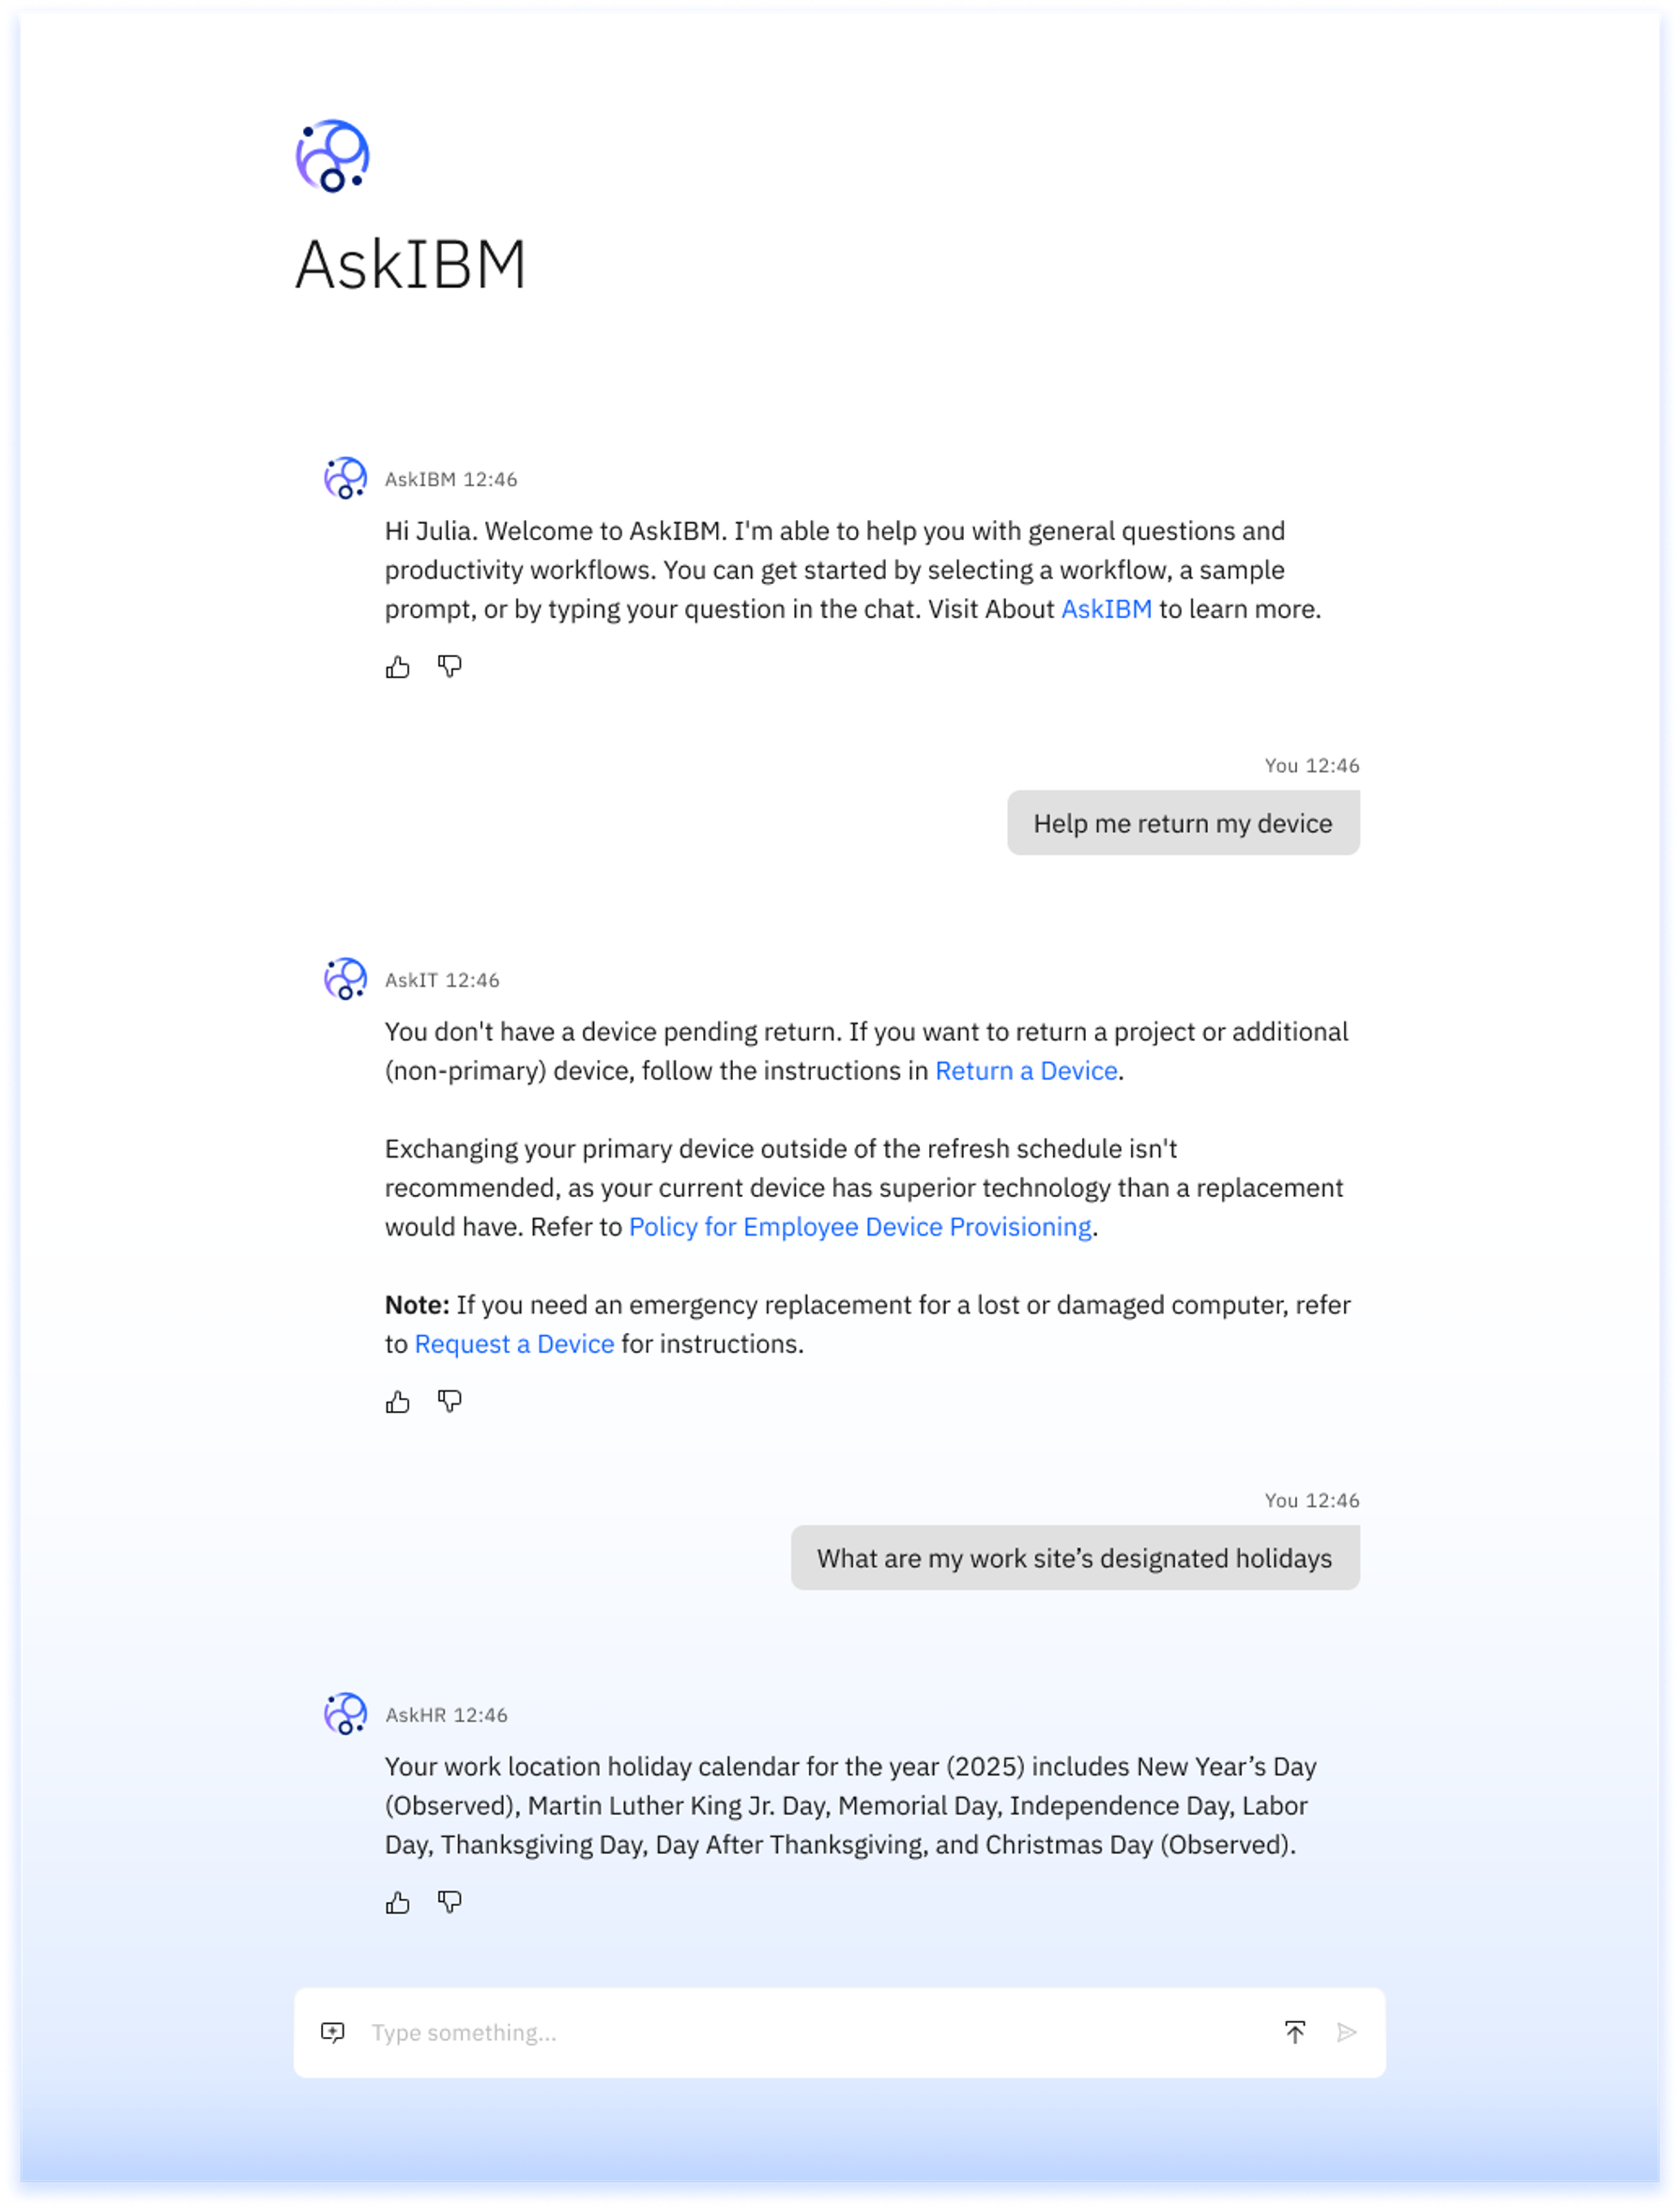 AskIBM
AskIBM 12:46
Hi Julia. Welcome to AskIBM. I'm able to help you with general questions and
productivity workflows. You can get started by selecting a workflow, a sample
prompt, or by typing your question in the chat. Visit About AskIBM to learn more.
You 12:46
Help me return my device
AskIT 12:46
You don't have a device pending return. If you want to return a project or additional
(non-primary) device, follow the instructions in Return a Device.
Exchanging your primary device outside of the refresh schedule isn't
recommended, as your current device has superior technology than a replacement
would have. Refer to Policy for Employee Device Provisioning.
Note: If you need an emergency replacement for a lost or damaged computer, refer
to Request a Device for instructions.
You 12:46
What are my work site’s designated holidays
AskHR 12:46
Your work location holiday calendar for the year (2025) includes New Year’s Day
(Observed), Martin Luther King Jr. Day, Memorial Day, Independence Day, Labor
Day, Thanksgiving Day, Day After Thanksgiving, and Christmas Day (Observed).
Type something...